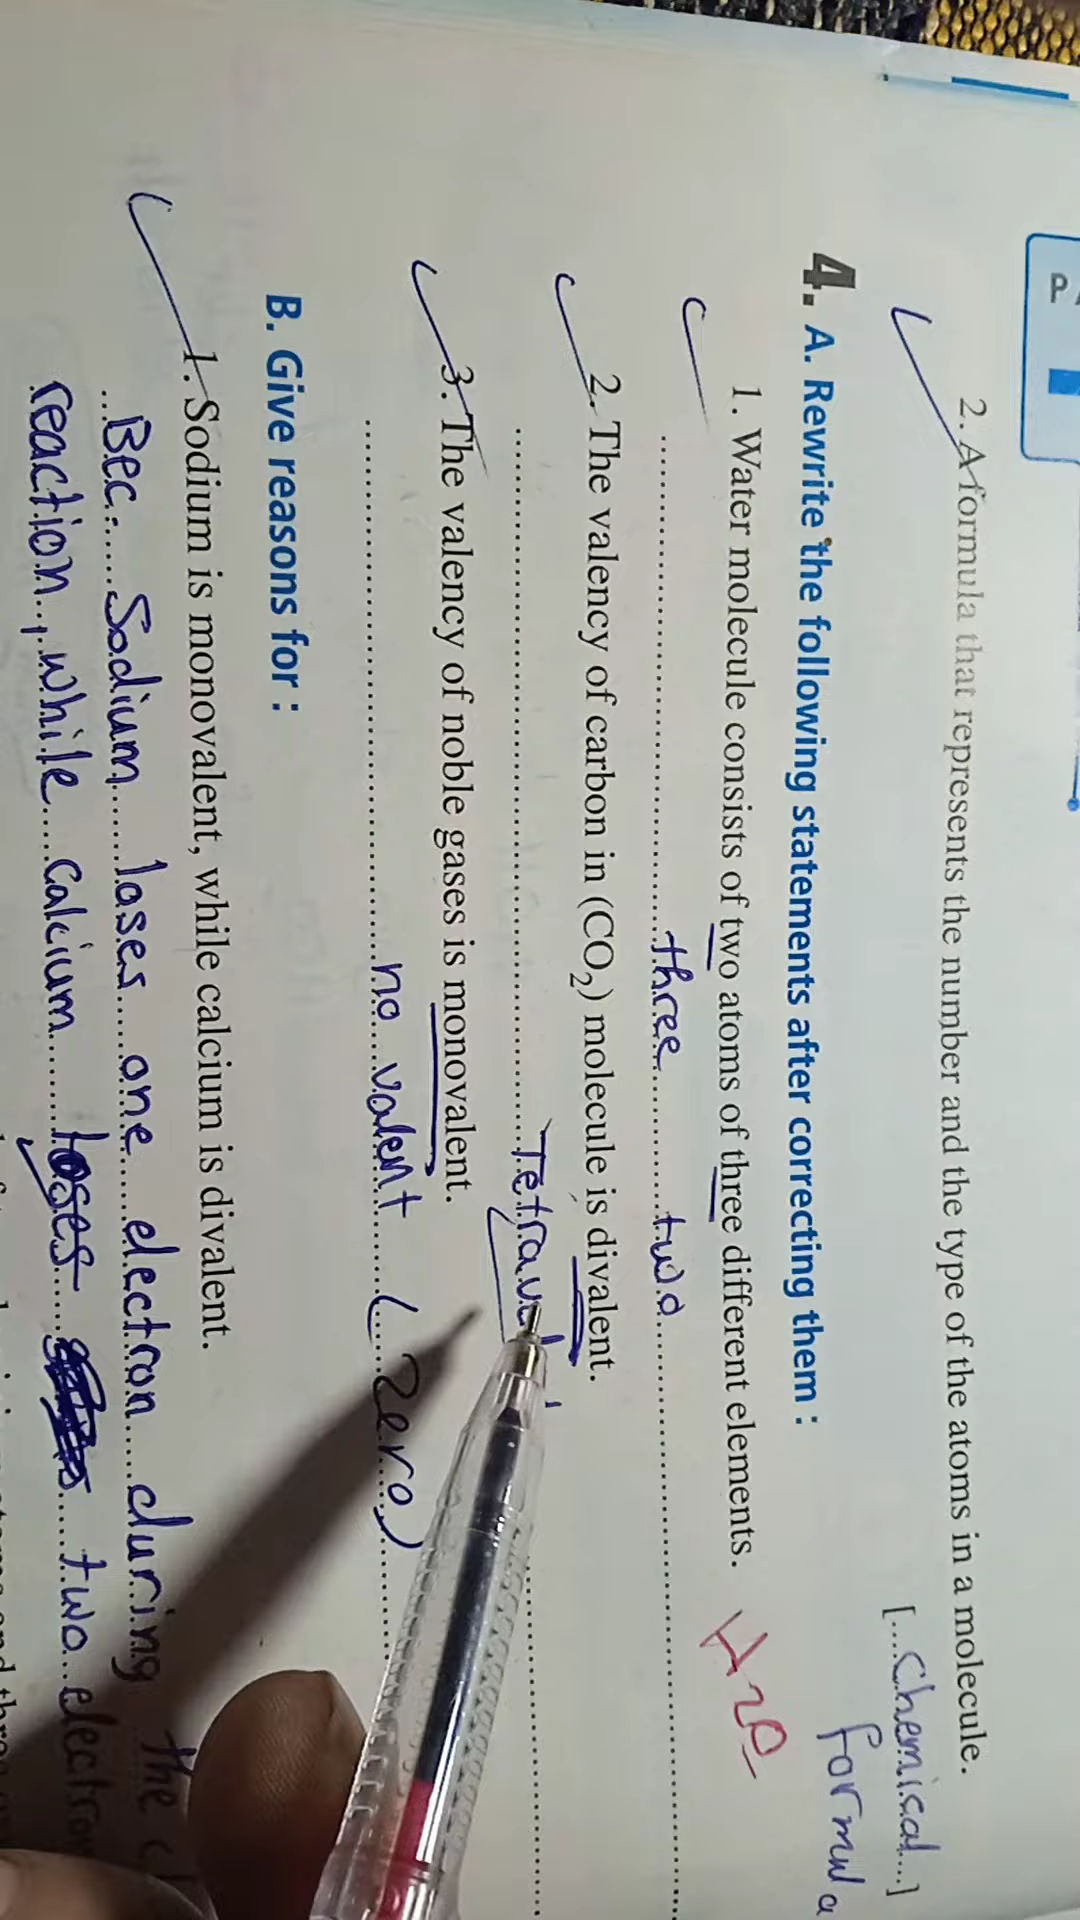 2. A formula that represents the number and the type of the atoms in a molecule.
[...Chemical...]
formula
4. A. Rewrite the following statements after correcting them :
1. Water molecule consists of two atoms of three different elements.
H2O
three two
2. The valency of carbon in (CO₂) molecule is divalent.
3. The valency of noble gases is monovalent.
no valent (Zero)
B. Give reasons for :
1. Sodium is monovalent, while calcium is divalent.
Bec. Sodium loses one electron during the
reaction, while calcium loses two